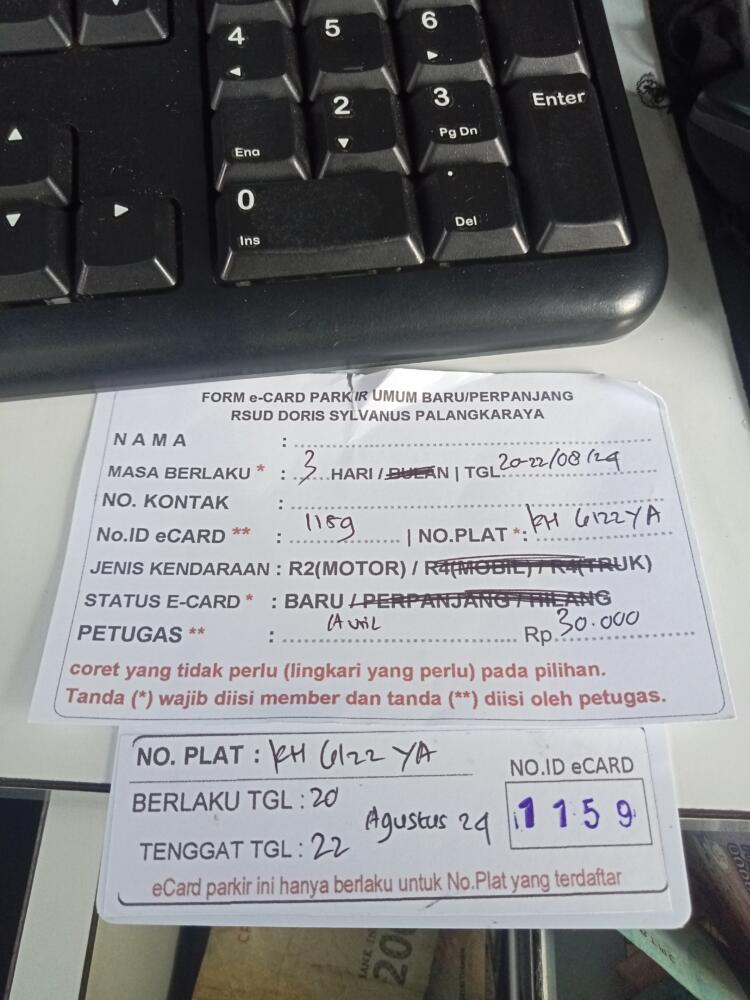 4 5 6
Ena 2 3 Pg Dn Enter
0 Ins . Del
FORM e-CARD PARKIR UMUM BARU/PERPANJANG
RSUD DORIS SYLVANUS PALANGKARAYA
NAMA :
MASA BERLAKU * : 3 HARI / BULAN | TGL 20-22/08/24
NO. KONTAK :
No.ID eCARD ** : 1159 | NO.PLAT *: KH 6122 YA
JENIS KENDARAAN : R2(MOTOR) / R4(MOBIL) / R4(TRUK)
STATUS E-CARD * : BARU / PERPANJANG / HILANG
PETUGAS ** : Rp. 30.000
coret yang tidak perlu (lingkari yang perlu) pada pilihan.
Tanda (*) wajib diisi member dan tanda (**) diisi oleh petugas.
NO. PLAT : KH 6122 YA
NO.ID eCARD
BERLAKU TGL : 20
1159
Agustus 24
TENGGAT TGL : 22
eCard parkir ini hanya berlaku untuk No.Plat yang terdaftar